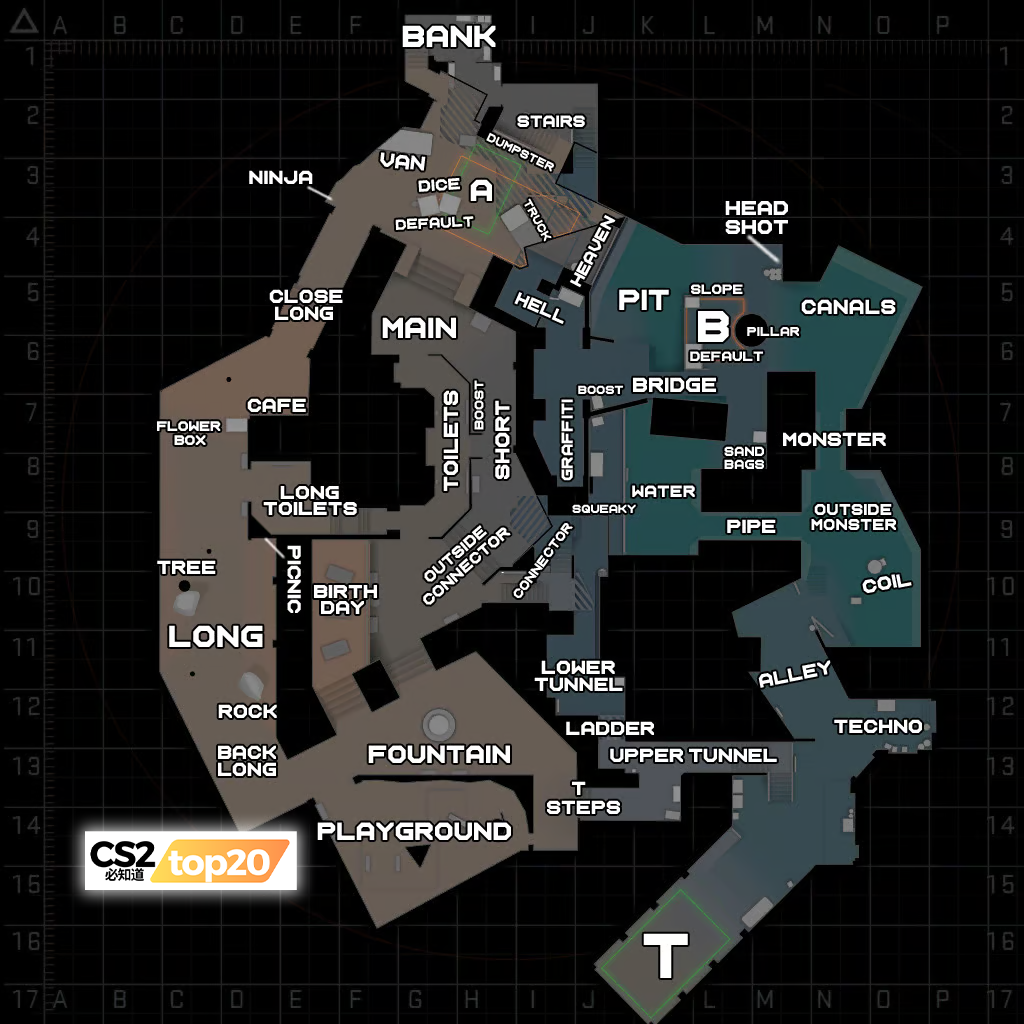 A B C D E F G H I J K L M N O P
BANK
1 1
2 2
STAIRS
DUMPSTER
VAN
3 3
NINJA
DICE
A
DEFAULT
TRUCK
HEAD
SHOT
4 4
HEAVEN
5 5
CLOSE
LONG
HELL
PIT
SLOPE
CANALS
MAIN
B
PILLAR
6 6
DEFAULT
BOOST
BRIDGE
CAFE
BOOST
7 7
FLOWER
BOX
TOILETS
SHORT
GRAFFITI
MONSTER
8 8
SAND
BAGS
LONG
TOILETS
WATER
SQUEAKY
OUTSIDE
MONSTER
9 9
PIPE
OUTSIDE
CONNECTOR
CONNECTOR
TREE
PICNIC
BIRTH
DAY
10 10
COIL
LONG
11 11
LOWER
TUNNEL
ALLEY
ROCK
12 12
LADDER
TECHNO
BACK
LONG
FOUNTAIN
UPPER TUNNEL
13 13
T
STEPS
PLAYGROUND
14 14
CS2
必知道
top20
15 15
T
16 16
17 A B C D E F G H I J K L M N O P 17